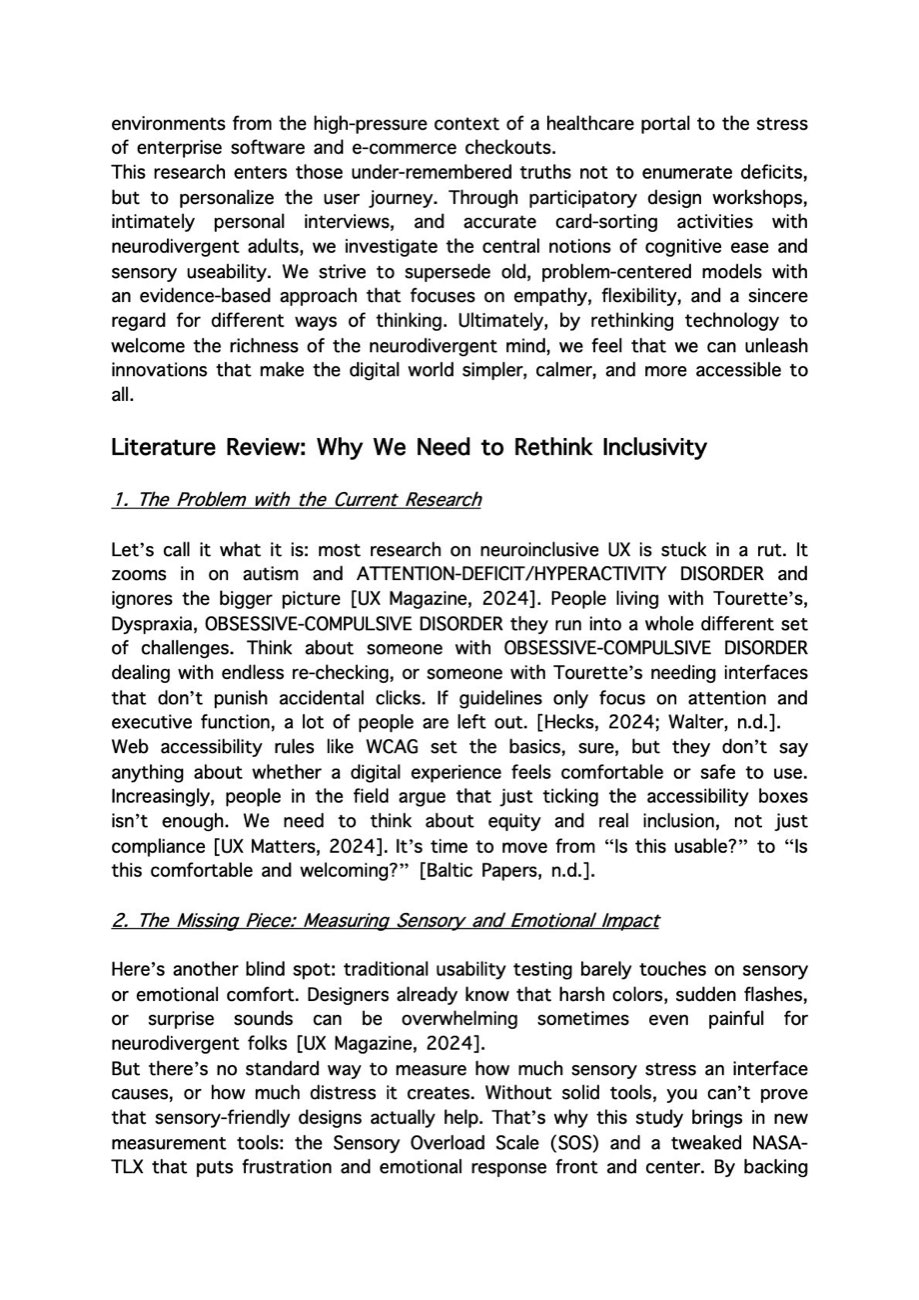 environments from the high-pressure context of a healthcare portal to the stress
of enterprise software and e-commerce checkouts.
This research enters those under-remembered truths not to enumerate deficits,
but to personalize the user journey. Through participatory design workshops,
intimately personal interviews, and accurate card-sorting activities with
neurodivergent adults, we investigate the central notions of cognitive ease and
sensory useability. We strive to supersede old, problem-centered models with
an evidence-based approach that focuses on empathy, flexibility, and a sincere
regard for different ways of thinking. Ultimately, by rethinking technology to
welcome the richness of the neurodivergent mind, we feel that we can unleash
innovations that make the digital world simpler, calmer, and more accessible to
all.
Literature Review: Why We Need to Rethink Inclusivity
1. The Problem with the Current Research
Let’s call it what it is: most research on neuroinclusive UX is stuck in a rut. It
zooms in on autism and ATTENTION-DEFICIT/HYPERACTIVITY DISORDER and
ignores the bigger picture [UX Magazine, 2024]. People living with Tourette’s,
Dyspraxia, OBSESSIVE-COMPULSIVE DISORDER they run into a whole different set
of challenges. Think about someone with OBSESSIVE-COMPULSIVE DISORDER
dealing with endless re-checking, or someone with Tourette’s needing interfaces
that don’t punish accidental clicks. If guidelines only focus on attention and
executive function, a lot of people are left out. [Hecks, 2024; Walter, n.d.].
Web accessibility rules like WCAG set the basics, sure, but they don’t say
anything about whether a digital experience feels comfortable or safe to use.
Increasingly, people in the field argue that just ticking the accessibility boxes
isn’t enough. We need to think about equity and real inclusion, not just
compliance [UX Matters, 2024]. It’s time to move from “Is this usable?” to “Is
this comfortable and welcoming?” [Baltic Papers, n.d.].
2. The Missing Piece: Measuring Sensory and Emotional Impact
Here’s another blind spot: traditional usability testing barely touches on sensory
or emotional comfort. Designers already know that harsh colors, sudden flashes,
or surprise sounds can be overwhelming sometimes even painful for
neurodivergent folks [UX Magazine, 2024].
But there’s no standard way to measure how much sensory stress an interface
causes, or how much distress it creates. Without solid tools, you can’t prove
that sensory-friendly designs actually help. That’s why this study brings in new
measurement tools: the Sensory Overload Scale (SOS) and a tweaked NASA-
TLX that puts frustration and emotional response front and center. By backing